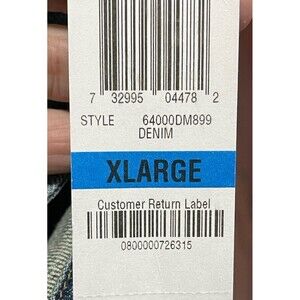 7 32995 04478 2
STYLE 64000DM899
DENIM
XLARGE
Customer Return Label
0800000726315